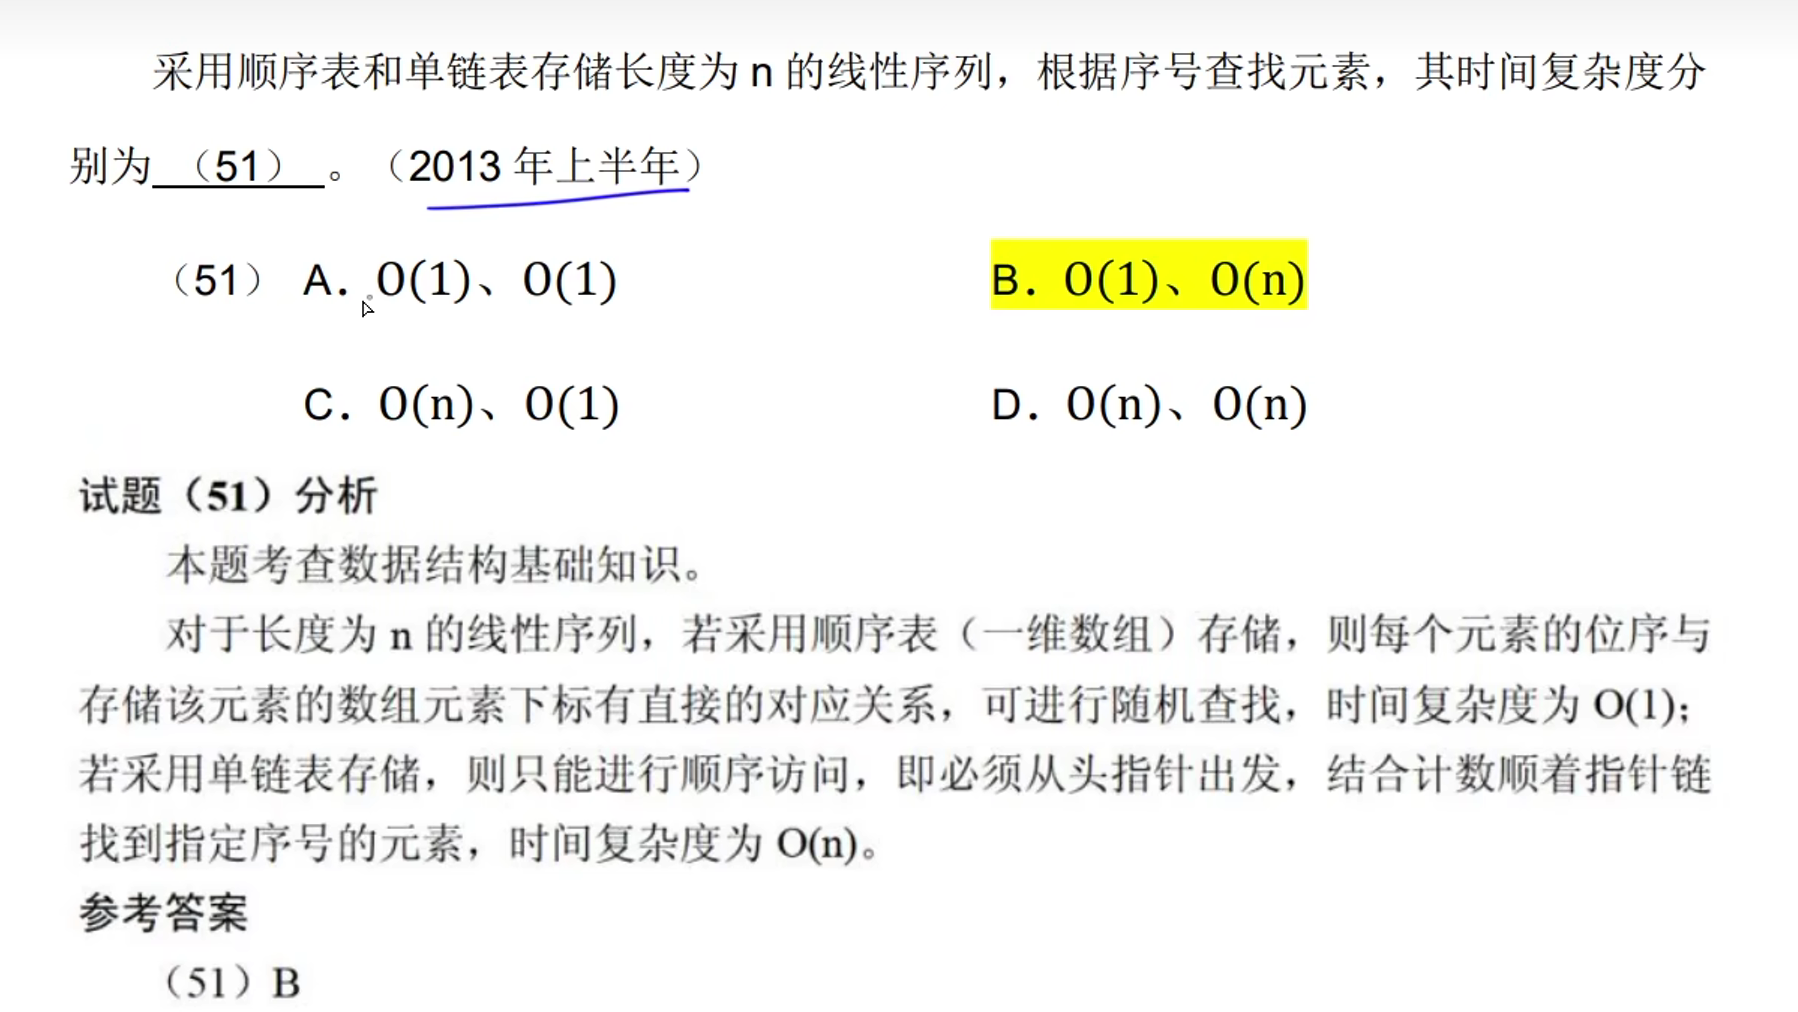 采用顺序表和单链表存储长度为 n 的线性序列，根据序号查找元素，其时间复杂度分
别为 （51） 。（2013 年上半年）
（51） A．O(1)、O(1) B．O(1)、O(n)
C．O(n)、O(1) D．O(n)、O(n)
试题（51）分析
本题考查数据结构基础知识。
对于长度为 n 的线性序列，若采用顺序表（一维数组）存储，则每个元素的位序与
存储该元素的数组元素下标有直接的对应关系，可进行随机查找，时间复杂度为 O(1)；
若采用单链表存储，则只能进行顺序访问，即必须从头指针出发，结合计数顺着指针链
找到指定序号的元素，时间复杂度为 O(n)。
参考答案
（51）B